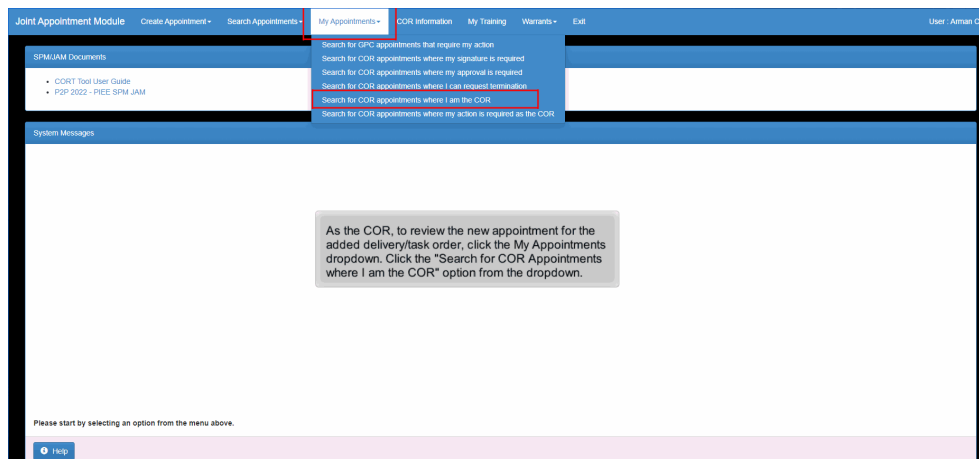 Joint Appointment Module Create Appointment Search Appointments My Appointments COR Information My Training Warrants Exit User : Arman C
Search for GPC appointments that require my action
Search for COR appointments where my signature is required
Search for COR appointments where my approval is required
Search for COR appointments where I can request termination
Search for COR appointments where I am the COR
Search for COR appointments where my action is required as the COR
SPM/JAM Documents
CORT Tool User Guide
P2P 2022 - PIEE SPM JAM
System Messages
As the COR, to review the new appointment for the
added delivery/task order, click the My Appointments
dropdown. Click the "Search for COR Appointments
where I am the COR" option from the dropdown.
Please start by selecting an option from the menu above.
Help